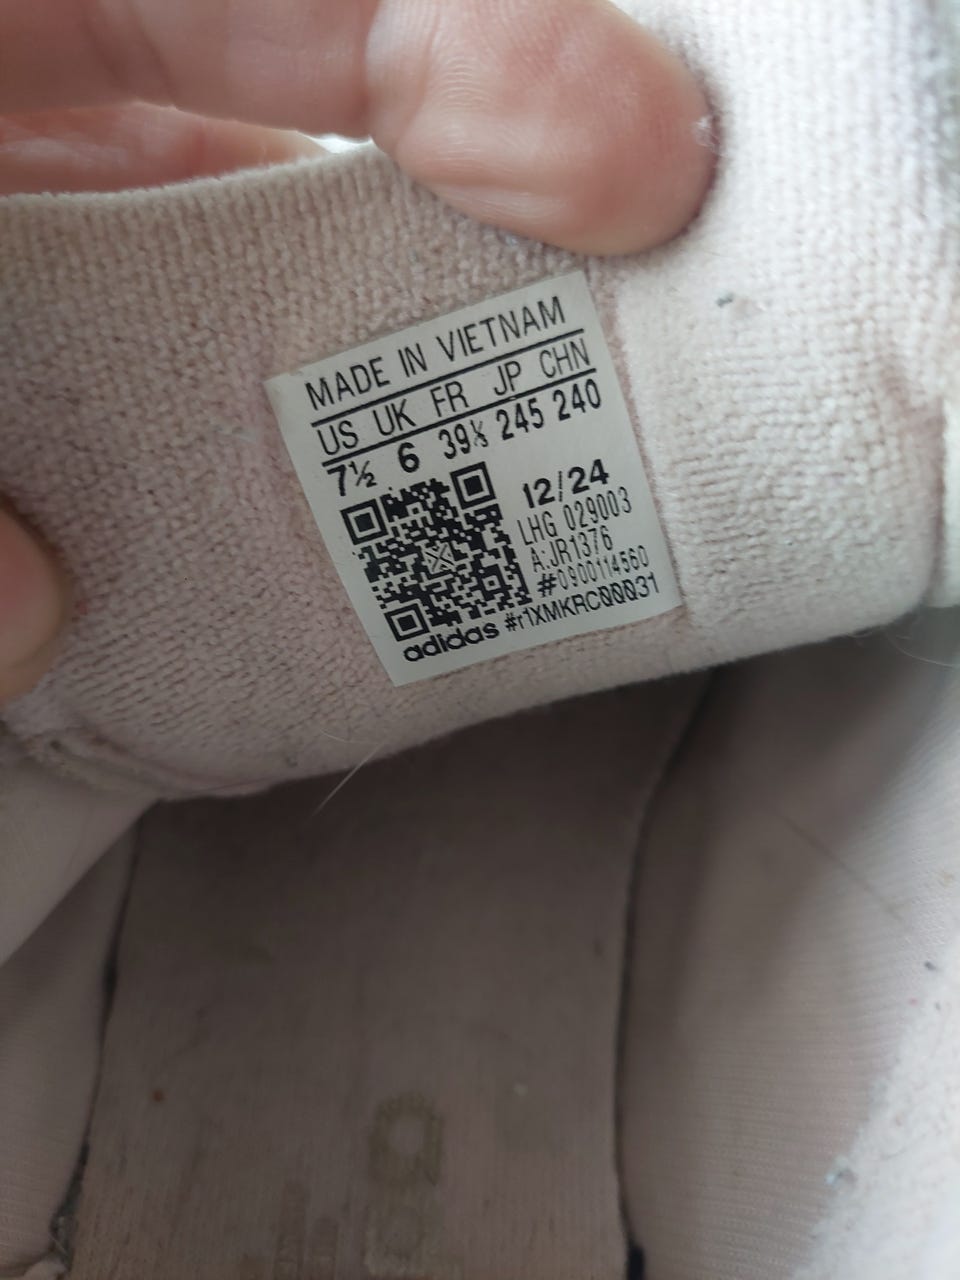 MADE IN VIETNAM
US UK FR JP CHN
7½ 6 39⅓ 245 240
12/24
LHG 029003
A:JR1376
#0900114560
adidas #r1XMKRC00031